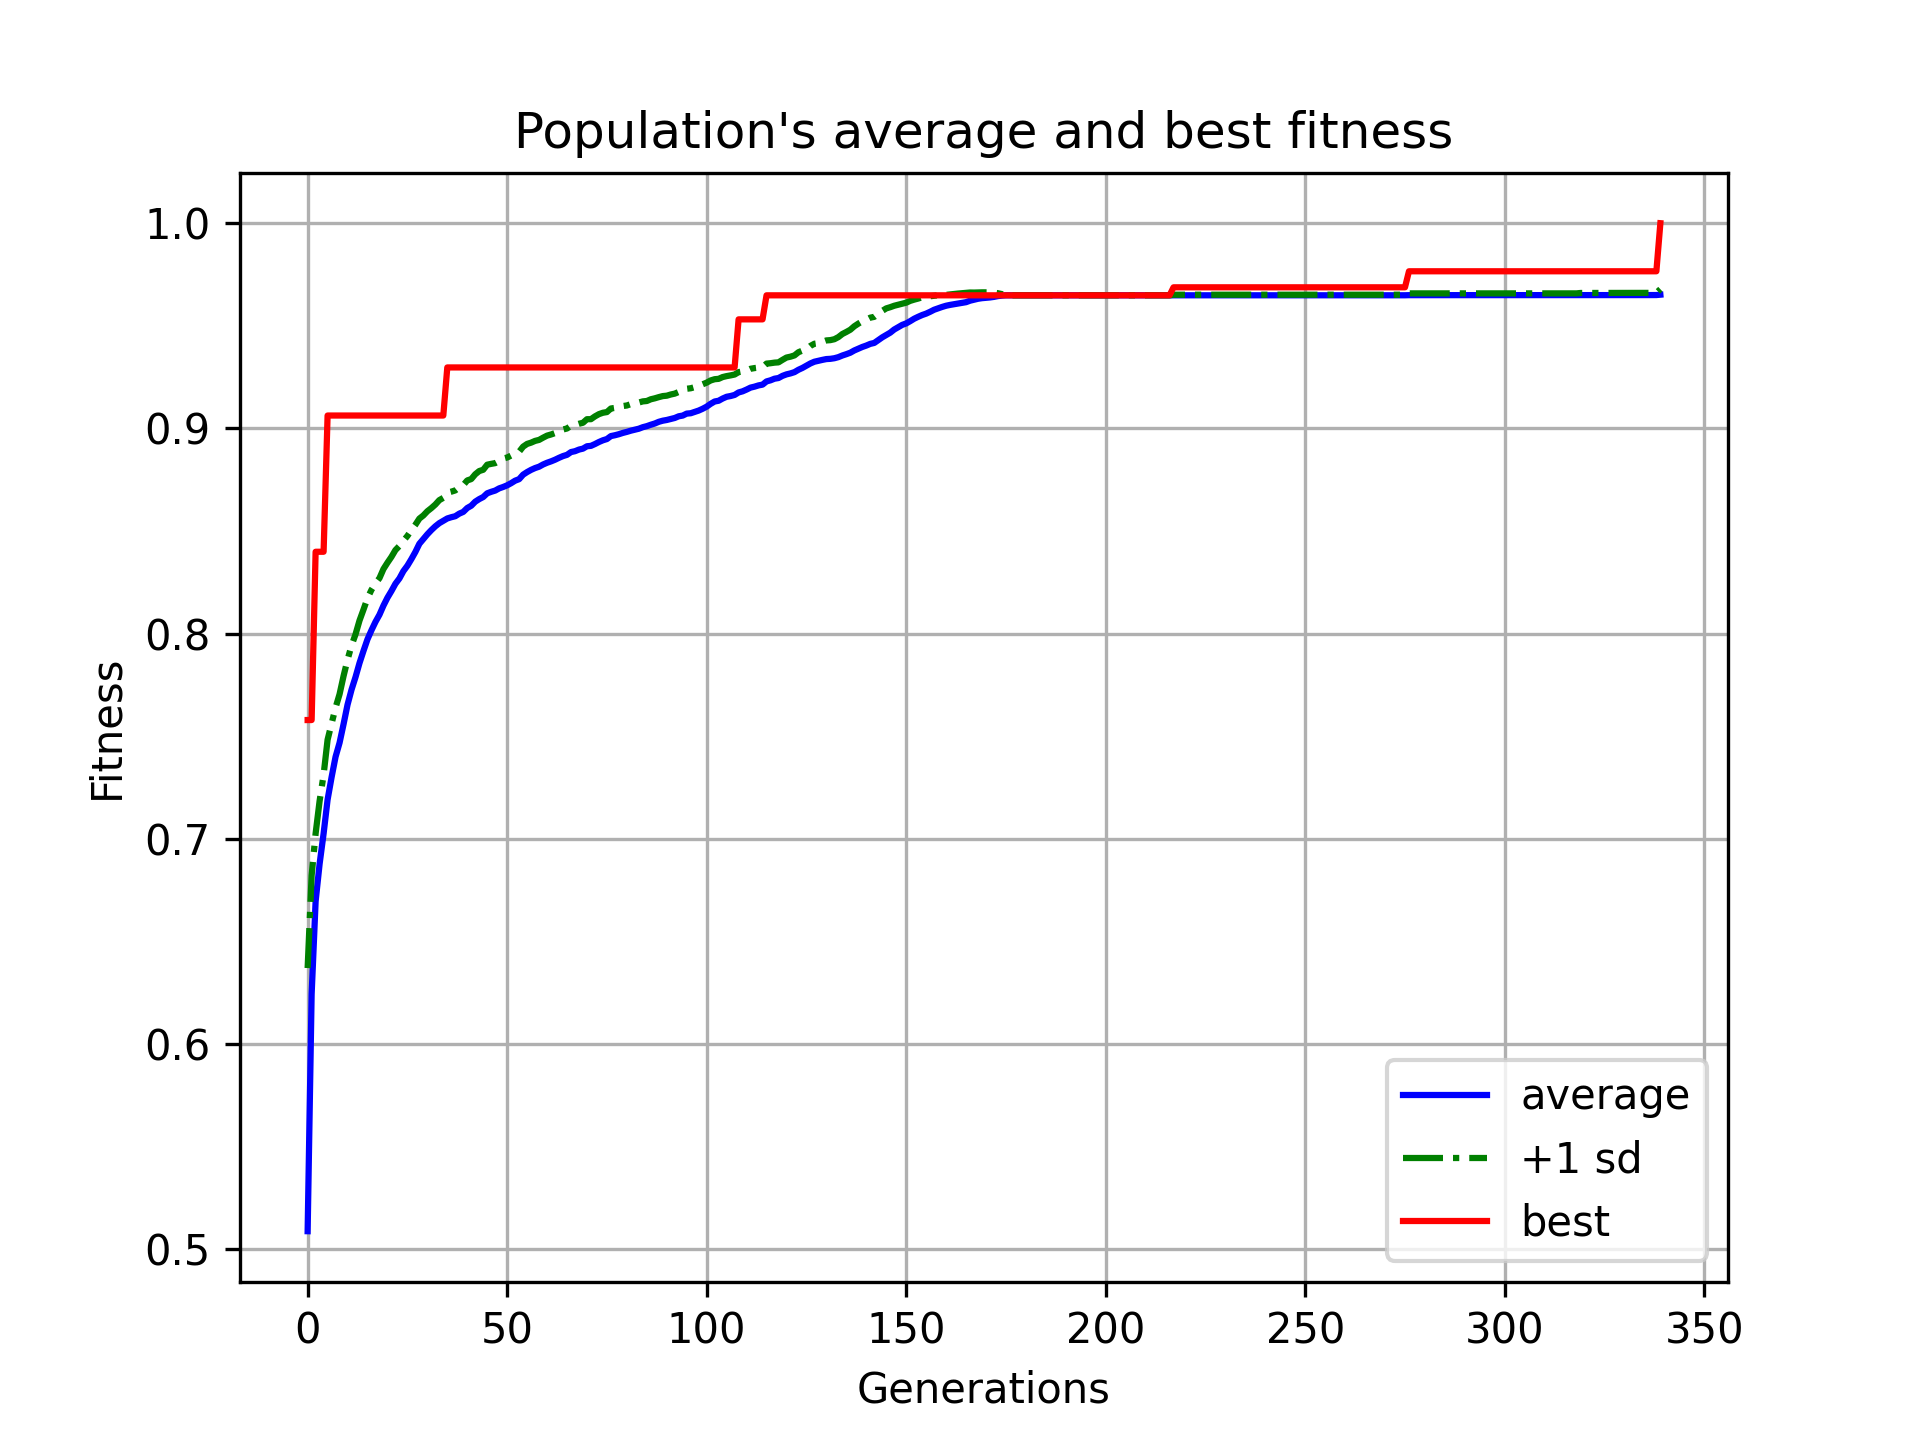 Population's average and best fitness
1.0
0.9
0.8
0.7
0.6
0.5
Fitness
0 50 100 150 200 250 300 350
Generations
average
+1 sd
best